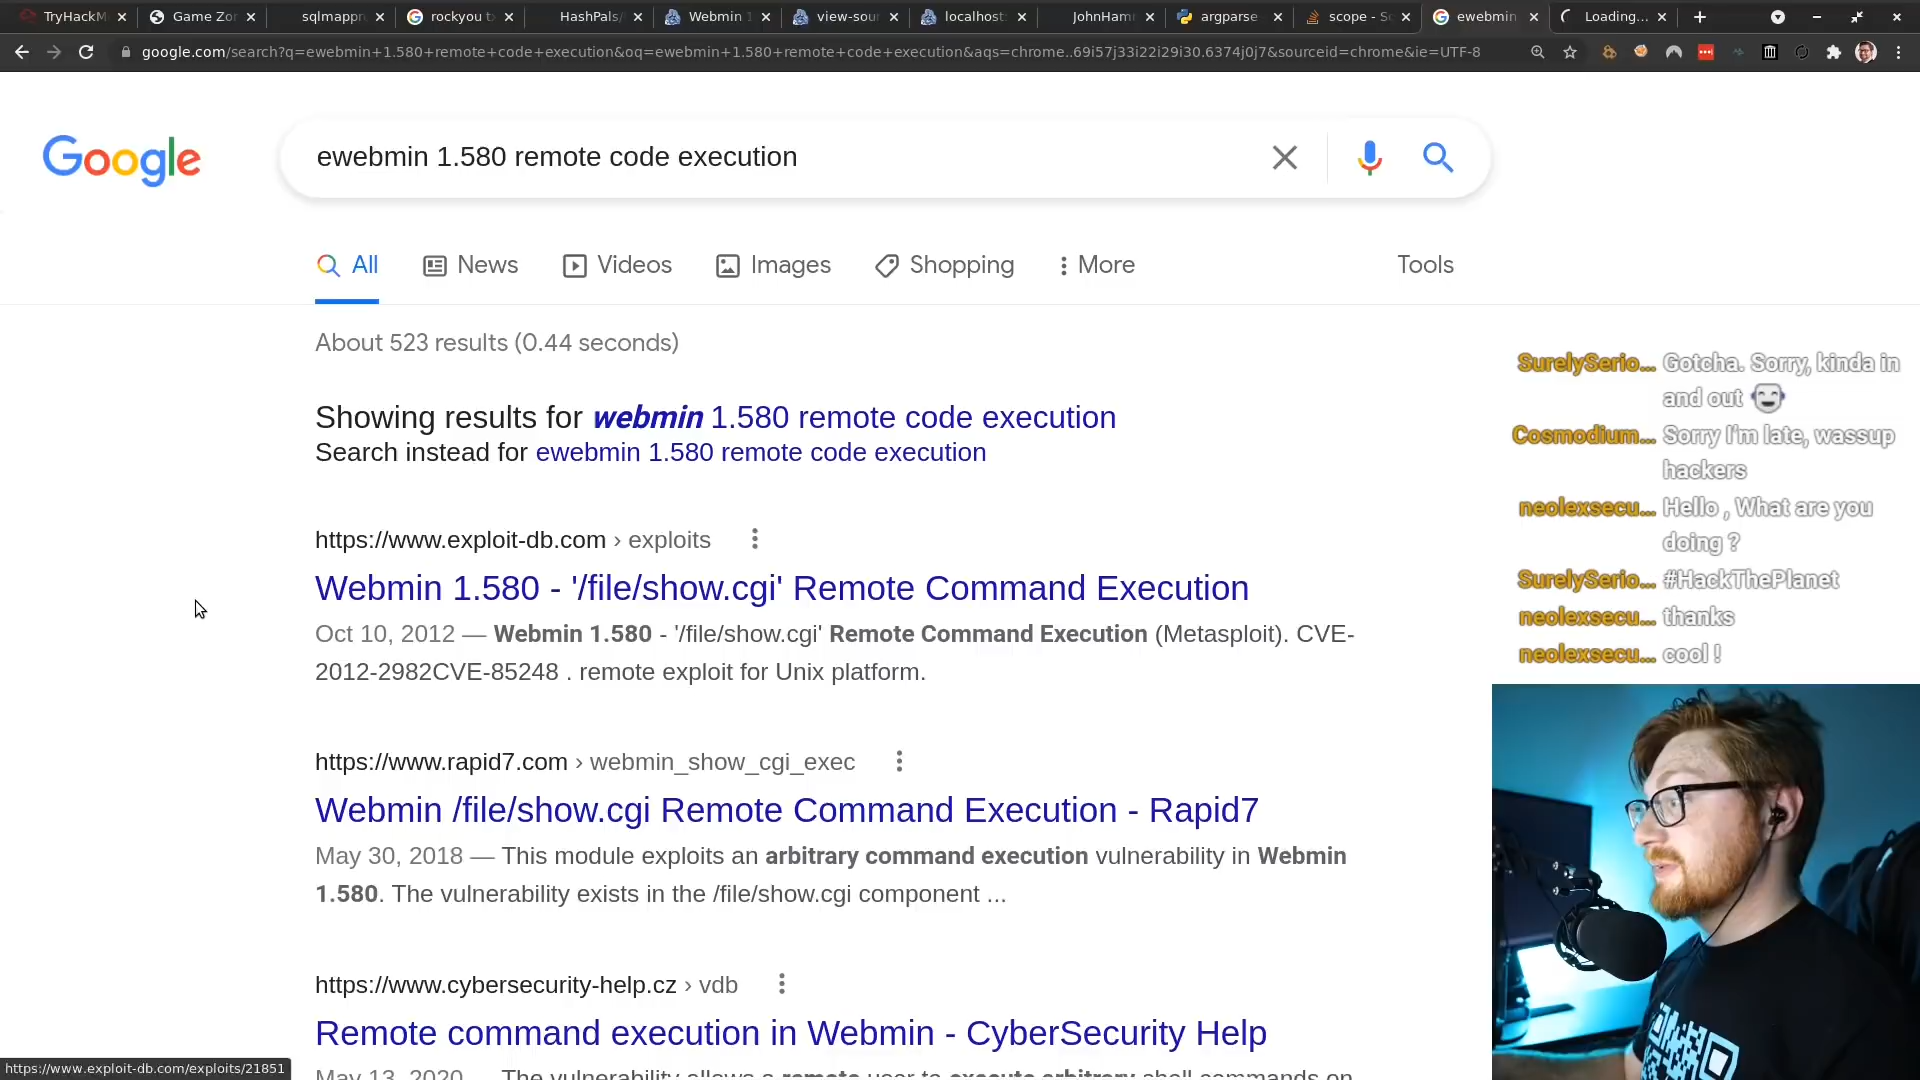 TryHackM
Game Zor
sqlmappr
rockyou t
HashPals/
Webmin 1
view-sour
localhost:
JohnHam
argparse
scope - S
ewebmin
Loading...
google.com/search?q=ewebmin+1.580+remote+code+execution&oq=ewebmin+1.580+remote+code+execution&aqs=chrome..69i57j33i22i29i30.6374j0j7&sourceid=chrome&ie=UTF-8
Google
ewebmin 1.580 remote code execution
All
News
Videos
Images
Shopping
More
Tools
About 523 results (0.44 seconds)
Showing results for webmin 1.580 remote code execution
Search instead for ewebmin 1.580 remote code execution
https://www.exploit-db.com › exploits
Webmin 1.580 - '/file/show.cgi' Remote Command Execution
Oct 10, 2012 — Webmin 1.580 - '/file/show.cgi' Remote Command Execution (Metasploit). CVE-
2012-2982CVE-85248 . remote exploit for Unix platform.
https://www.rapid7.com › webmin_show_cgi_exec
Webmin /file/show.cgi Remote Command Execution - Rapid7
May 30, 2018 — This module exploits an arbitrary command execution vulnerability in Webmin
1.580. The vulnerability exists in the /file/show.cgi component ...
https://www.cybersecurity-help.cz › vdb
Remote command execution in Webmin - CyberSecurity Help
May 13, 2020 — The vulnerability allows a remote user to execute arbitrary shell commands on
https://www.exploit-db.com/exploits/21851
SurelySerio... Gotcha. Sorry, kinda in
and out
Cosmodium... Sorry I'm late, wassup
hackers
neolexsecu... Hello , What are you
doing ?
SurelySerio... #HackThePlanet
neolexsecu... thanks
neolexsecu... cool !